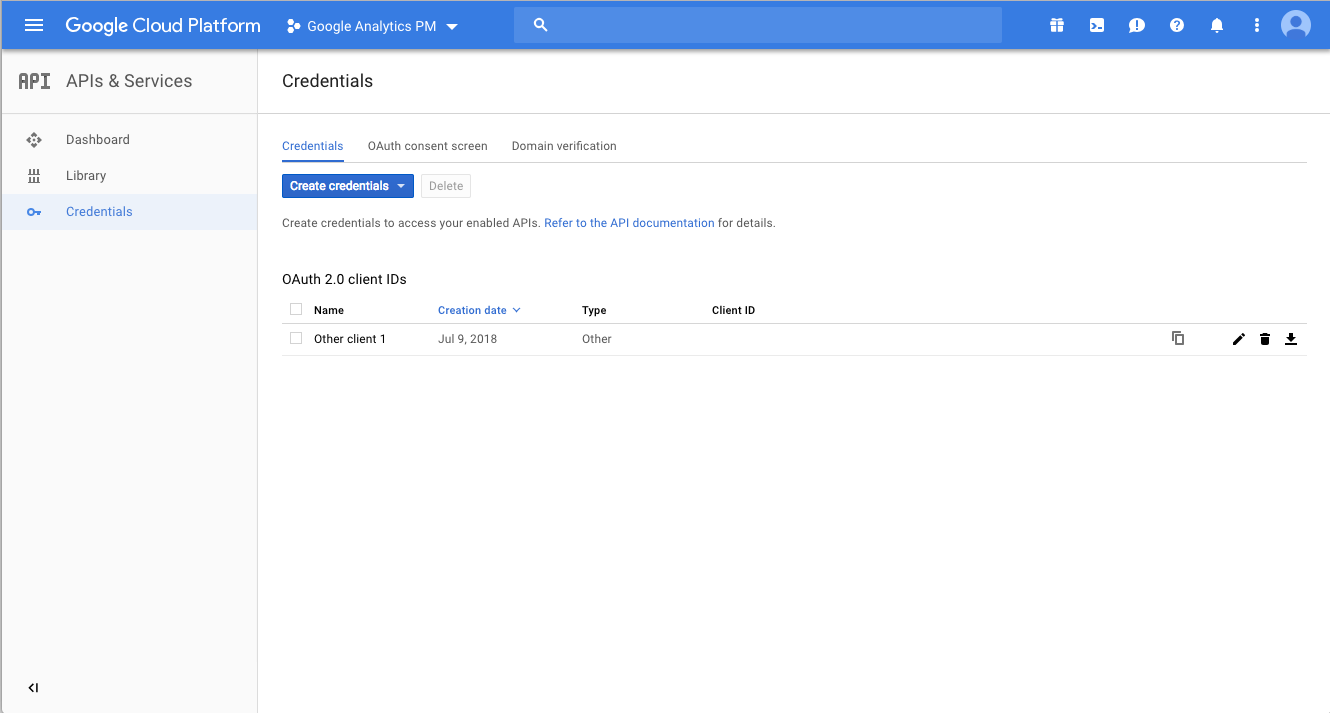 Google Cloud Platform
Google Analytics PM
API APIs & Services
Credentials
Dashboard
Library
Credentials
Credentials OAuth consent screen Domain verification
Create credentials Delete
Create credentials to access your enabled APIs. Refer to the API documentation for details.
OAuth 2.0 client IDs
Name Creation date Type Client ID
Other client 1 Jul 9, 2018 Other